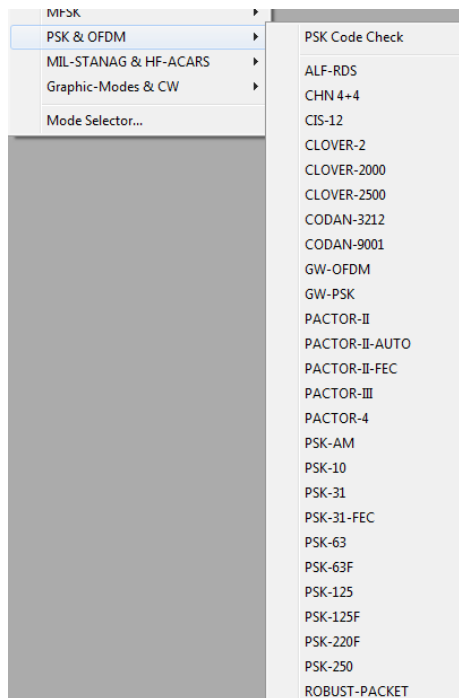 MFSK
PSK & OFDM
MIL-STANAG & HF-ACARS
Graphic-Modes & CW
Mode Selector...
PSK Code Check
ALF-RDS
CHN 4+4
CIS-12
CLOVER-2
CLOVER-2000
CLOVER-2500
CODAN-3212
CODAN-9001
GW-OFDM
GW-PSK
PACTOR-II
PACTOR-II-AUTO
PACTOR-II-FEC
PACTOR-III
PACTOR-4
PSK-AM
PSK-10
PSK-31
PSK-31-FEC
PSK-63
PSK-63F
PSK-125
PSK-125F
PSK-220F
PSK-250
ROBUST-PACKET